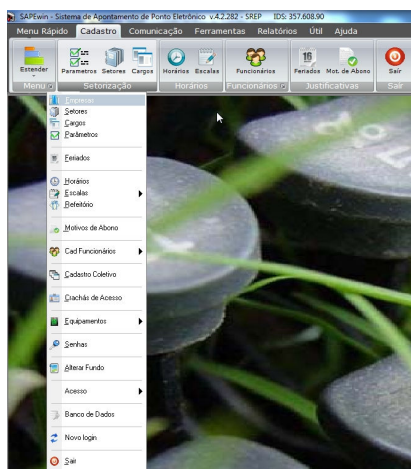 SAPEwin - Sistema de Apontamento de Ponto Eletrônico v.4.2.282 - SREP IDS: 357.608.90
Menu Rápido Cadastro Comunicação Ferramentas Relatórios Útil Ajuda
Estender Parametros Setores Cargos Horários Escalas Funcionários 16 Feriados Mot. de Abono Sair
Menu Setorização Horários Funcionários Justificativas Sair
Empresas
Setores
Cargos
Parâmetros
Feriados
Horários
Escalas
Refeitório
Motivos de Abono
Cad Funcionários
Cadastro Coletivo
Crachás de Acesso
Equipamentos
Senhas
Alterar Fundo
Acesso
Banco de Dados
Novo login
Sair